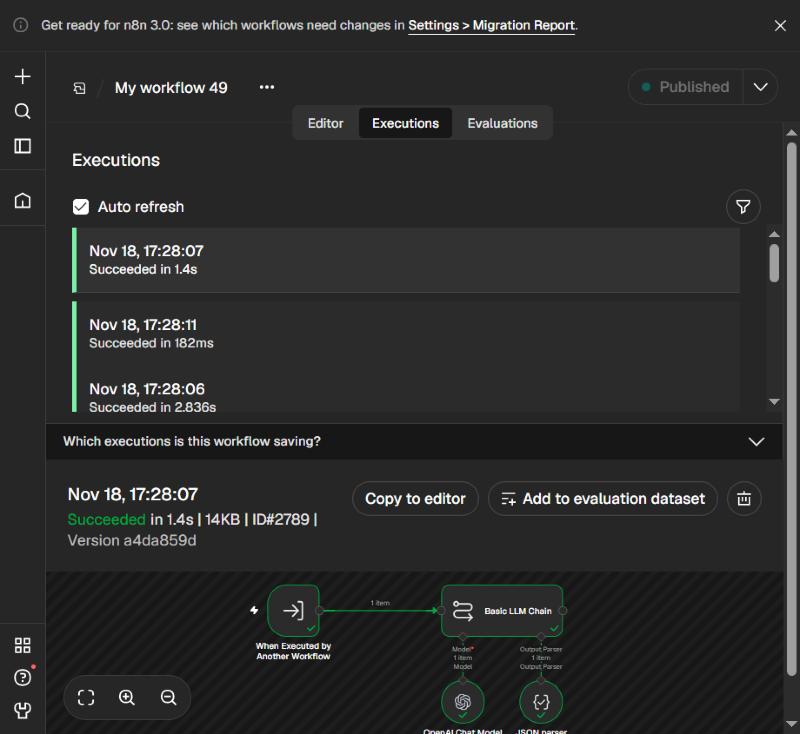 Get ready for n8n 3.0: see which workflows need changes in Settings > Migration Report.
My workflow 49
Published
Editor
Executions
Evaluations
Executions
Auto refresh
Nov 18, 17:28:07
Succeeded in 1.4s
Nov 18, 17:28:11
Succeeded in 182ms
Nov 18, 17:28:06
Succeeded in 2.836s
Which executions is this workflow saving?
Nov 18, 17:28:07
Succeeded in 1.4s | 14KB | ID#2789 |
Version a4da859d
Copy to editor
Add to evaluation dataset
1 item
Basic LLM Chain
When Executed by
Another Workflow
Model*
1 item
Model
Output Parser
1 item
Output Parser
OpenAI Chat Model
JSON parser